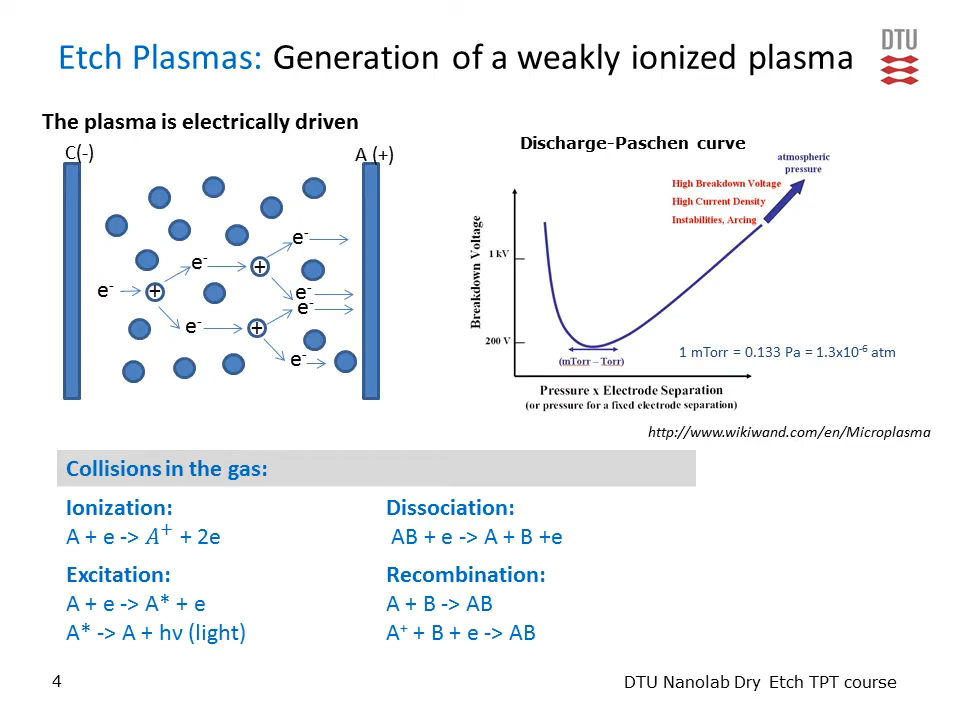 Etch Plasmas: Generation of a weakly ionized plasma
DTU
The plasma is electrically driven
C(-)
A (+)
e-
e-
e-
e-
e-
e-
e-
+
+
+
Discharge-Paschen curve
atmospheric
pressure
High Breakdown Voltage
High Current Density
Instabilities, Arcing
Breakdown Voltage
1 kV
200 V
(mTorr – Torr)
1 mTorr = 0.133 Pa = 1.3x10-6 atm
Pressure x Electrode Separation
(or pressure for a fixed electrode separation)
http://www.wikiwand.com/en/Microplasma
Collisions in the gas:
Ionization:
A + e -> A+ + 2e
Excitation:
A + e -> A* + e
A* -> A + hν (light)
Dissociation:
AB + e -> A + B +e
Recombination:
A + B -> AB
A+ + B + e -> AB
4
DTU Nanolab Dry Etch TPT course